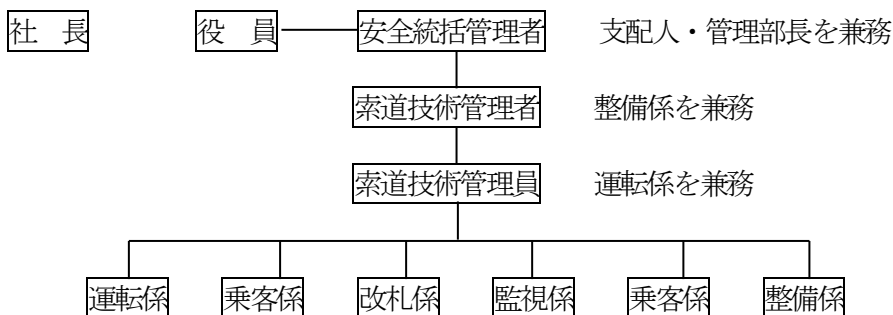 社　長　役　員　安全統括管理者　支配人・管理部長を兼務
索道技術管理者　整備係を兼務
索道技術管理員　運転係を兼務
運転係　乗客係　改札係　監視係　乗客係　整備係